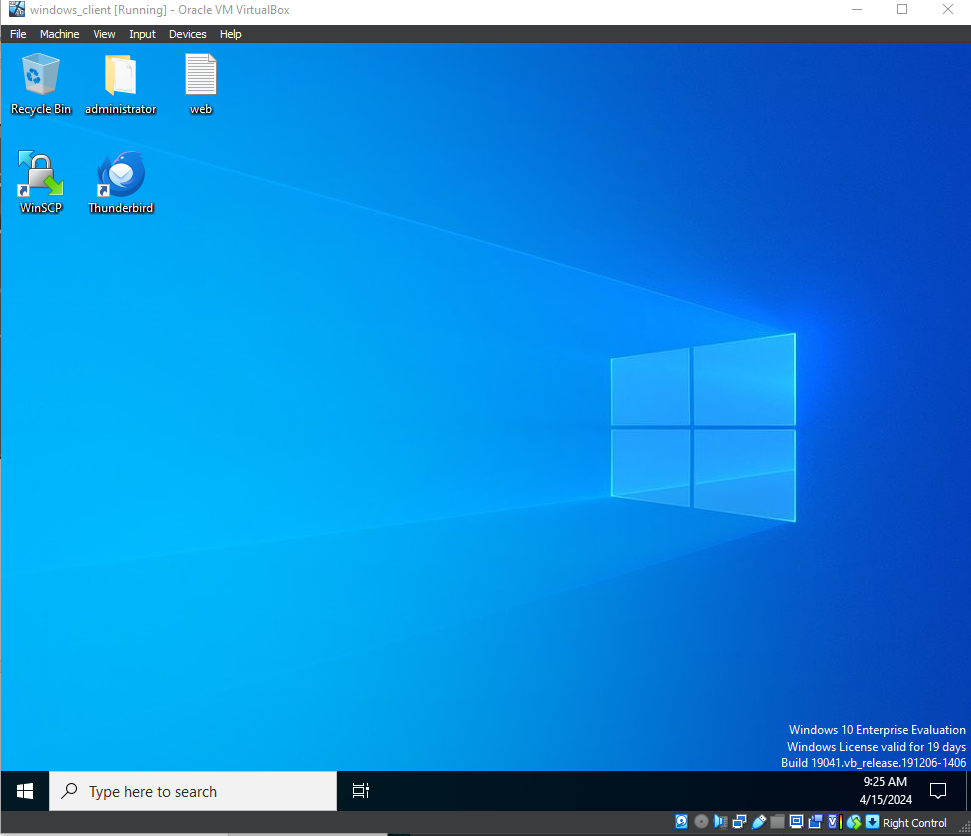 windows_client [Running] - Oracle VM VirtualBox
File Machine View Input Devices Help
Recycle Bin administrator web
WinSCP Thunderbird
Windows 10 Enterprise Evaluation
Windows License valid for 19 days
Build 19041.vb_release.191206-1406
Type here to search
9:25 AM
4/15/2024
Right Control